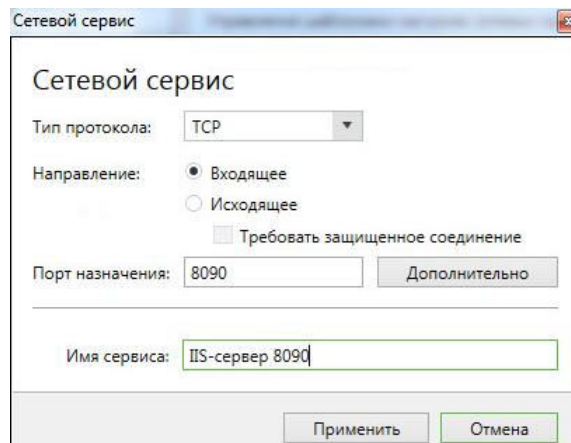 Сетевой сервис
Сетевой сервис
Тип протокола: TCP
Направление: Входящее
Исходящее
Требовать защищенное соединение
Порт назначения: 8090 Дополнительно
Имя сервиса: IIS-сервер 8090
Применить Отмена